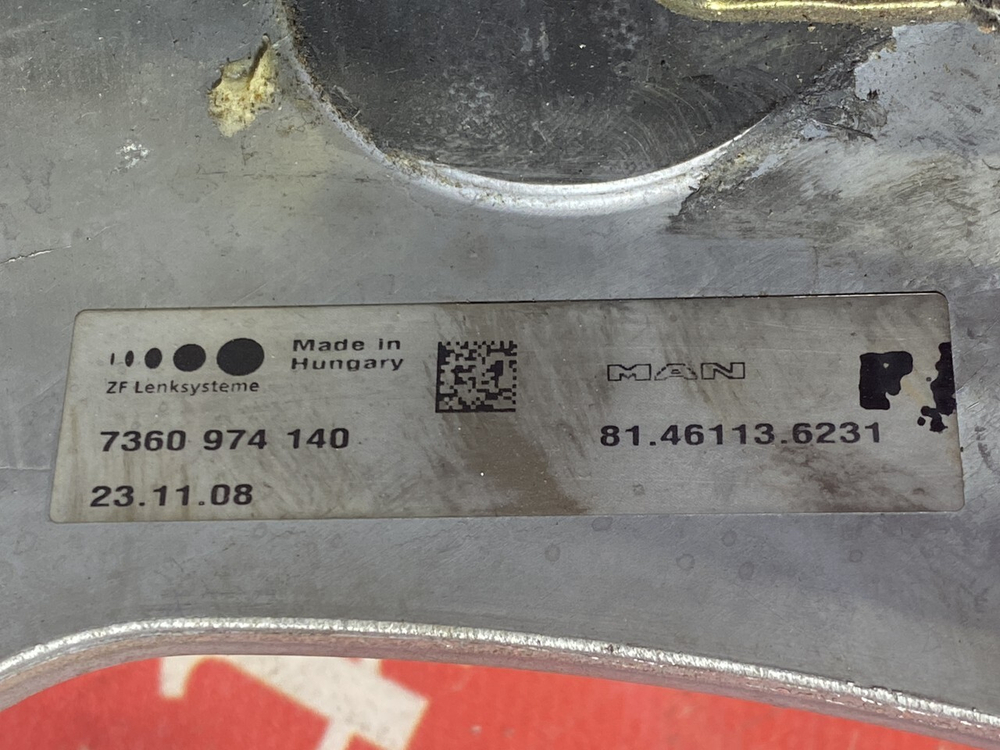 Made in
Hungary
ZF Lenksysteme
7360 974 140
23.11.08
MAN
81.46113.6231